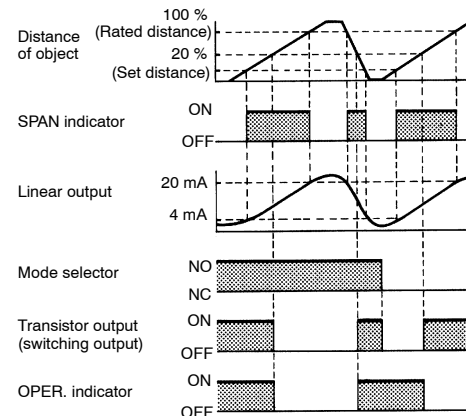 100 %
Distance of object
(Rated distance)
20 %
(Set distance)
SPAN indicator
ON
OFF
Linear output
20 mA
4 mA
Mode selector
NO
NC
Transistor output
(switching output)
ON
OFF
OPER. indicator
ON
OFF